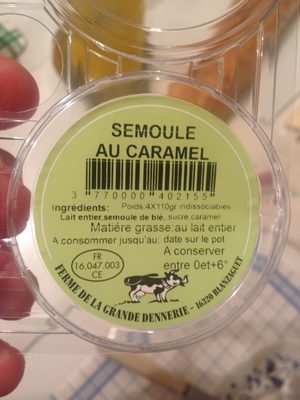 SEMOULE
AU CARAMEL
3 770000 402155
Ingrédients: Poids 4X110gr indissociables
Lait entier,semoule de blé, sucre,caramel
Matiére grasse:au lait entier
A consommer jusqu'au: date sur le pot
A conserver
entre 0et+6°
FR
16.047.003
CE
FERME DE LA GRANDE DENNERIE - 16320 BLANZAGUET